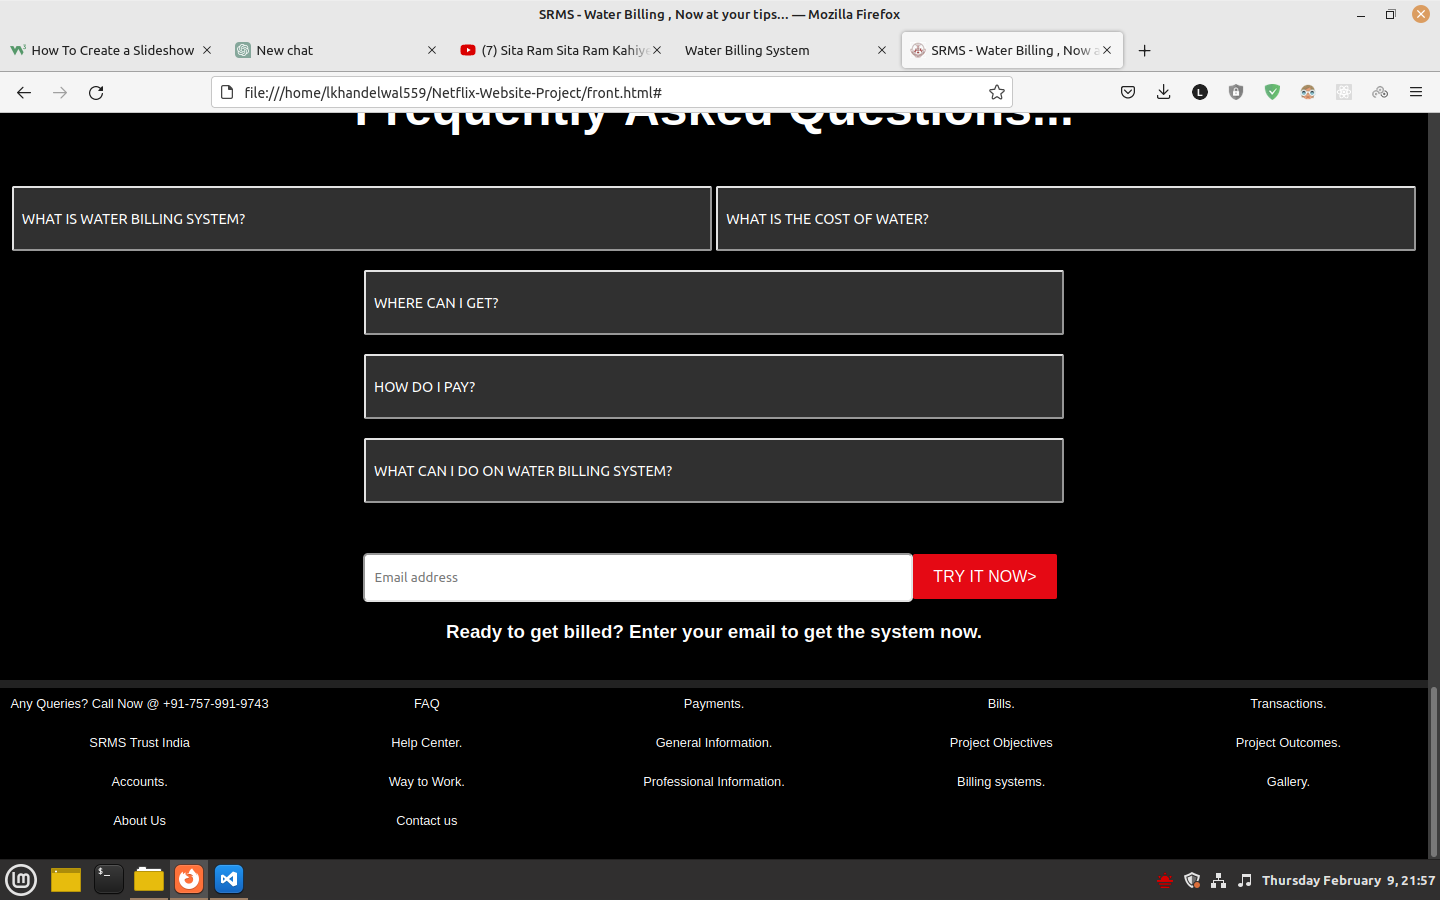 SRMS - Water Billing , Now at your tips... — Mozilla Firefox
How To Create a Slideshow
New chat
(7) Sita Ram Sita Ram Kahiye
Water Billing System
SRMS - Water Billing , Now a
file:///home/lkhandelwal559/Netflix-Website-Project/front.html#
Frequently Asked Questions...
WHAT IS WATER BILLING SYSTEM?
WHAT IS THE COST OF WATER?
WHERE CAN I GET?
HOW DO I PAY?
WHAT CAN I DO ON WATER BILLING SYSTEM?
Email address
TRY IT NOW>
Ready to get billed? Enter your email to get the system now.
Any Queries? Call Now @ +91-757-991-9743 FAQ Payments. Bills. Transactions.
SRMS Trust India Help Center. General Information. Project Objectives Project Outcomes.
Accounts. Way to Work. Professional Information. Billing systems. Gallery.
About Us Contact us
Thursday February 9, 21:57